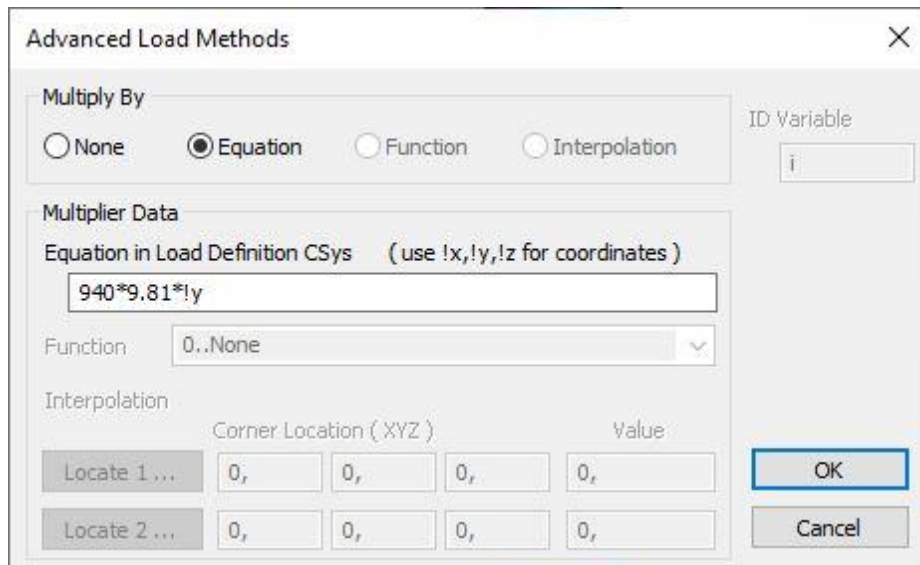 Advanced Load Methods
Multiply By
None Equation Function Interpolation
ID Variable
i
Multiplier Data
Equation in Load Definition CSys ( use !x,!y,!z for coordinates )
940*9.81*!y
Function 0..None
Interpolation
Corner Location ( XYZ ) Value
Locate 1 ... 0, 0, 0, 0,
OK
Locate 2 ... 0, 0, 0, 0,
Cancel